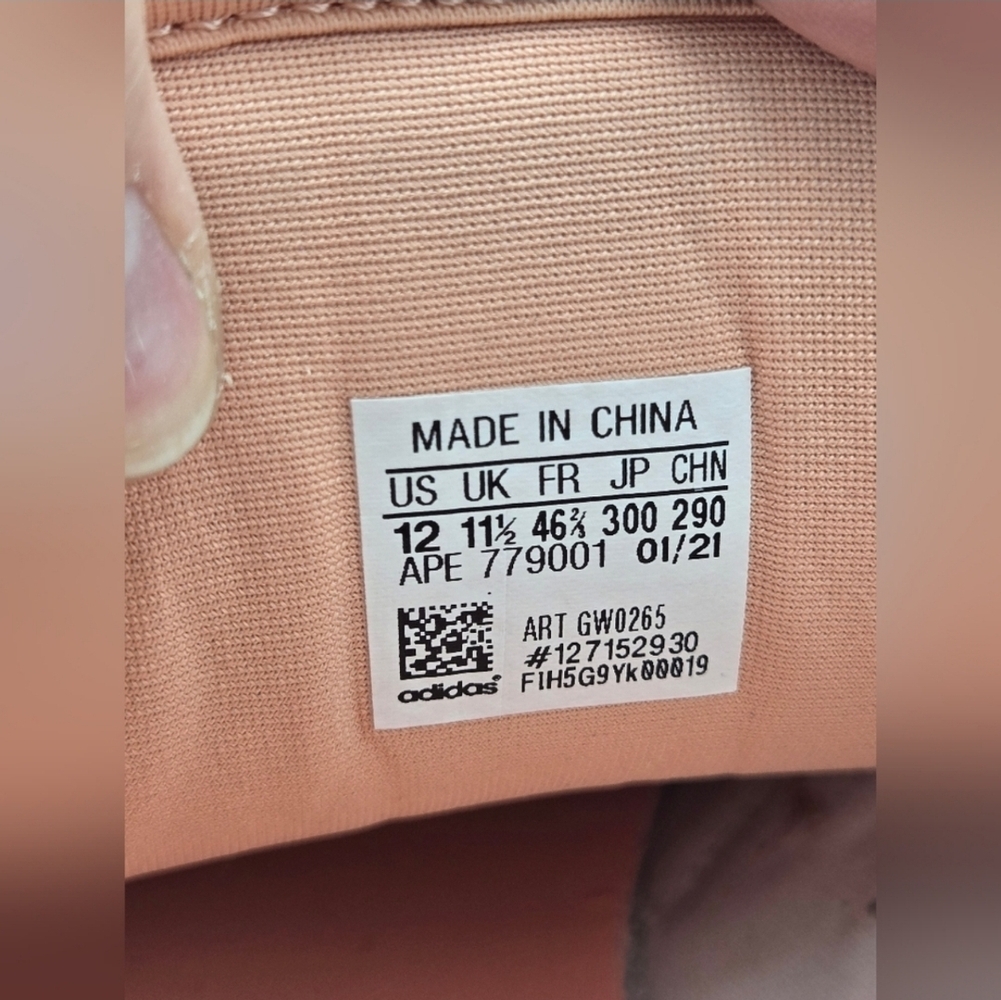 MADE IN CHINA
US UK FR JP CHN
12 11½ 46⅔ 300 290
APE 779001 01/21
ART GW0265
#127152930
FIH5G9Yk00019
adidas